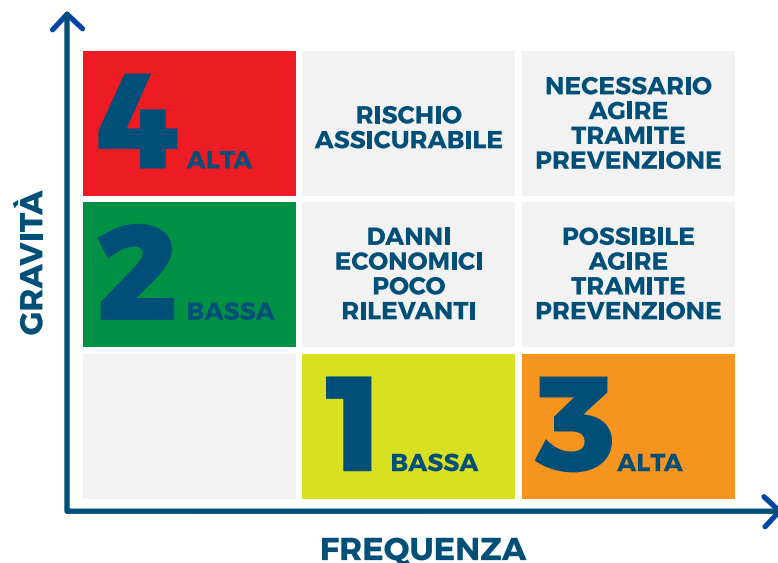 GRAVITÀ
4 ALTA
RISCHIO
ASSICURABILE
NECESSARIO
AGIRE
TRAMITE
PREVENZIONE
2 BASSA
DANNI
ECONOMICI
POCO
RILEVANTI
POSSIBILE
AGIRE
TRAMITE
PREVENZIONE
1 BASSA
3 ALTA
FREQUENZA